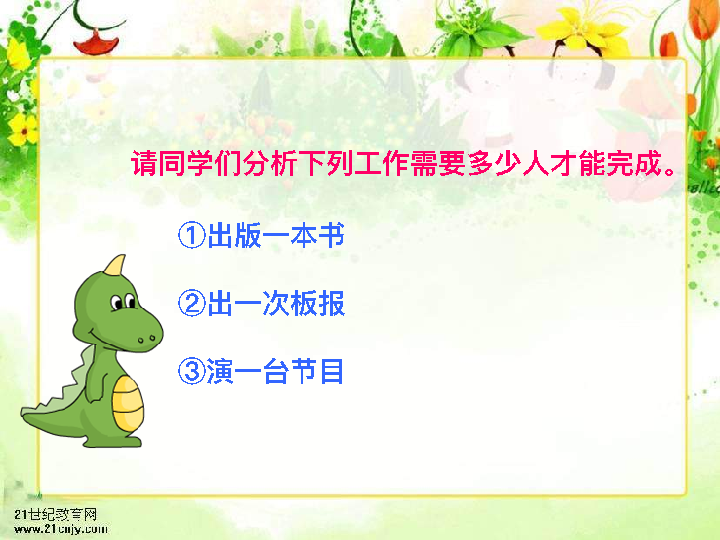 请同学们分析下列工作需要多少人才能完成。
①出版一本书
②出一次板报
③演一台节目
21世纪教育网
www.21cnjy.com